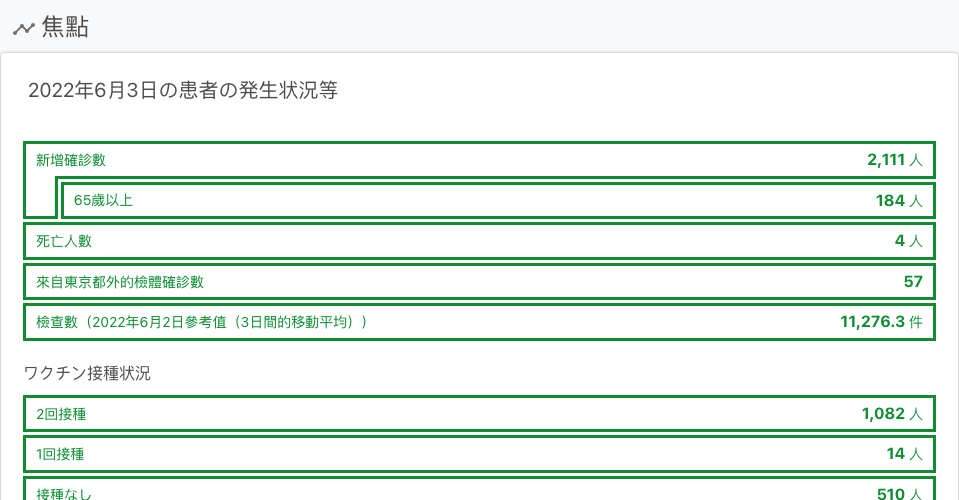 焦點
2022年6月3日の患者の発生状況等
新增確診數 2,111 人
65歲以上 184 人
死亡人數 4 人
來自東京都外的檢體確診數 57
檢查數（2022年6月2日參考值（3日間的移動平均）） 11,276.3 件
ワクチン接種状況
2回接種 1,082 人
1回接種 14 人
接種なし 510 人